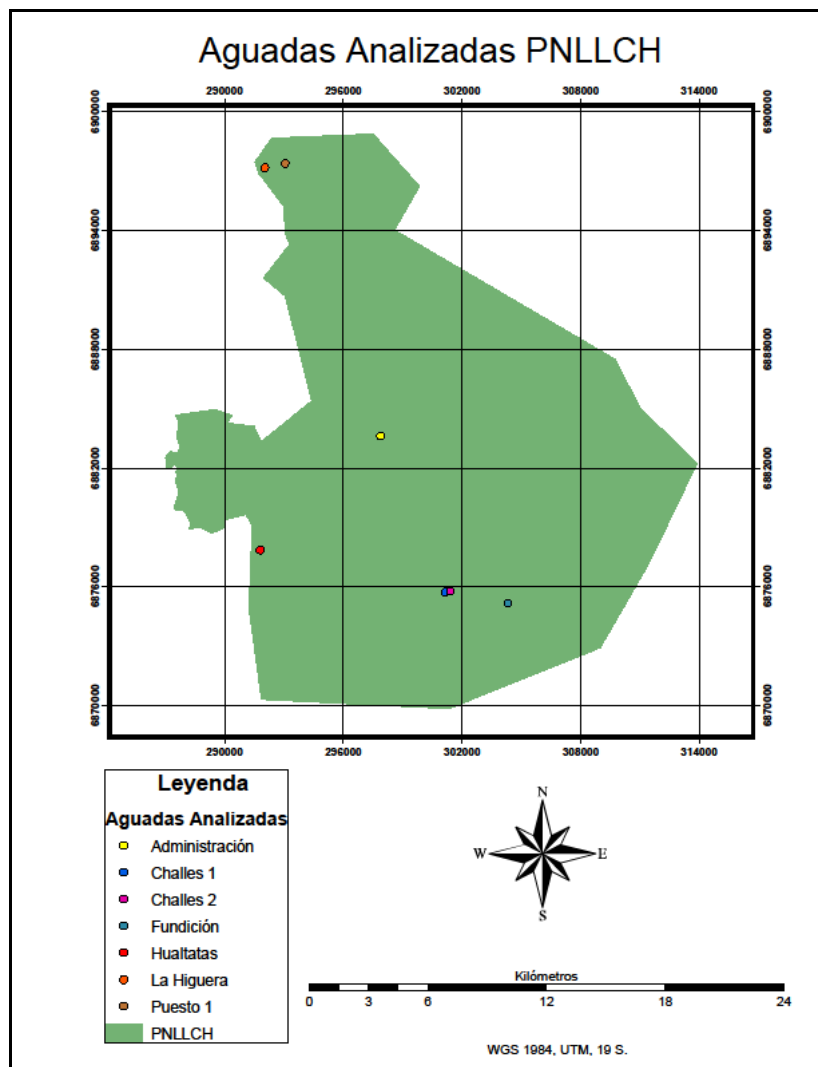 Aguadas Analizadas PNLLCH
290000 296000 302000 308000 314000
6900000 6900000
6894000 6894000
6888000 6888000
6882000 6882000
6876000 6876000
6870000 6870000
290000 296000 302000 308000 314000
Leyenda
Aguadas Analizadas
Administración
Challes 1
Challes 2
Fundición
Hualtatas
La Higuera
Puesto 1
PNLLCH
N
W E
S
Kilómetros
0 3 6 12 18 24
WGS 1984, UTM, 19 S.